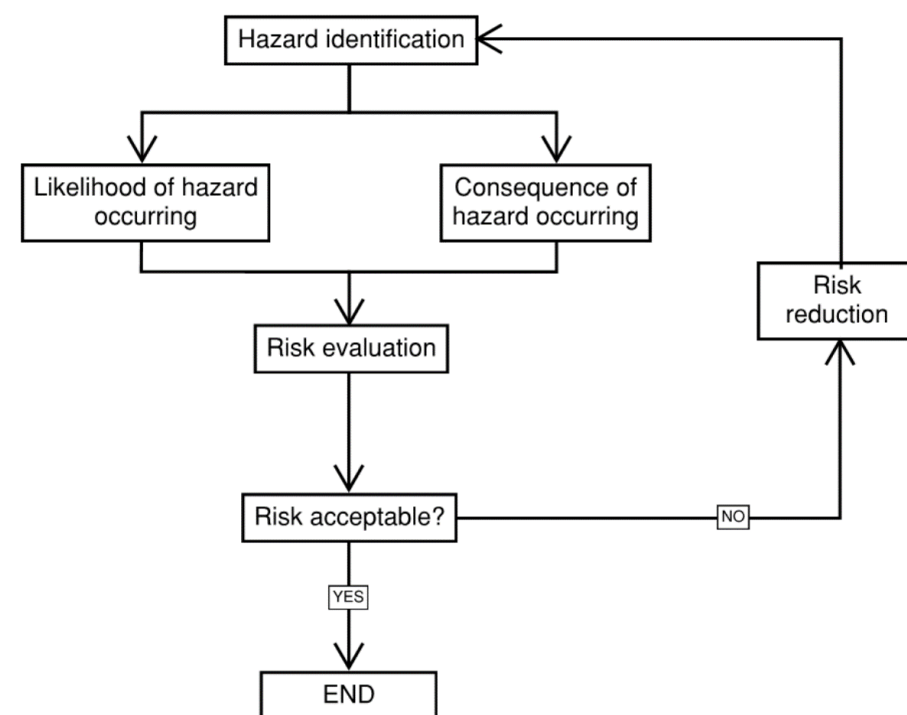 Hazard identification
Likelihood of hazard
occurring
Consequence of
hazard occurring
Risk
reduction
Risk evaluation
Risk acceptable?
NO
YES
END